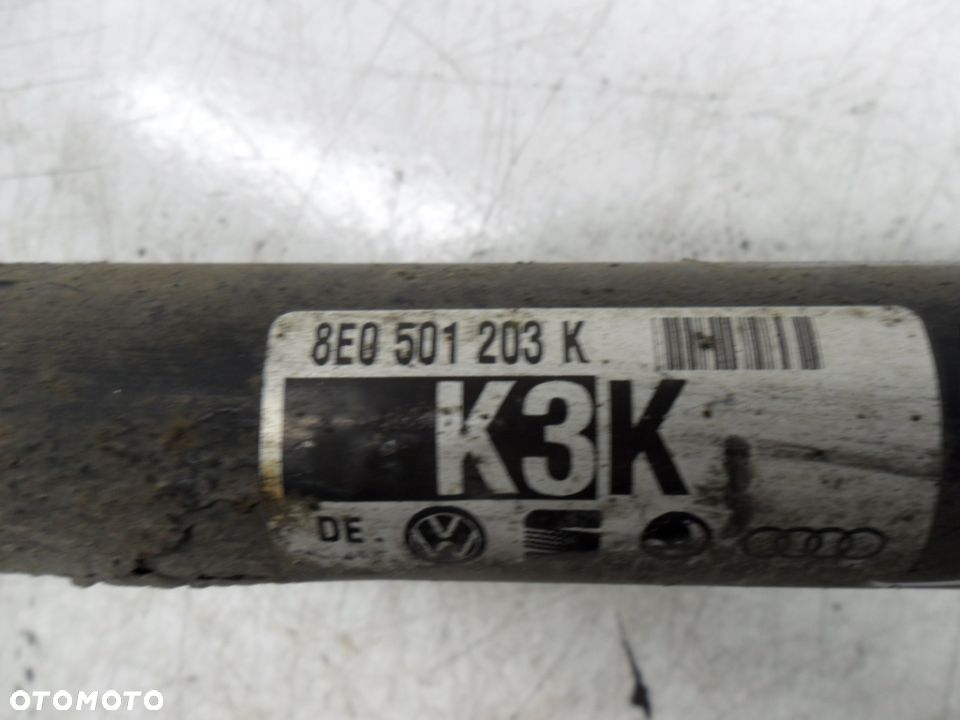 8E0 501 203 K
K3K
DE.
OTOMOTO